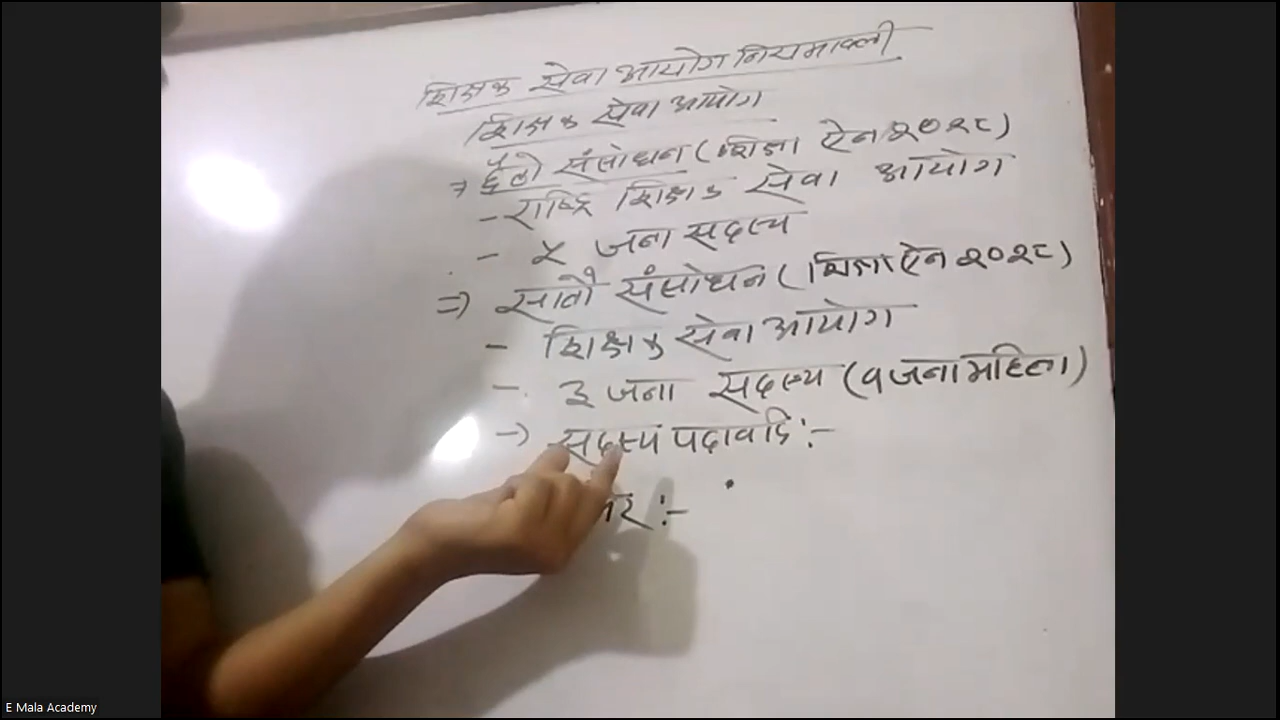 शिक्षक सेवा आयोग नियमावली
शिक्षक सेवा आयोग
संसोधन (शिक्षा ऐन २०२८)
- राष्ट्रि शिक्षक सेवा आयोग
- ५ जना सदस्य
=> सातौ संसोधन (शिक्षा ऐन २०२८)
- शिक्षक सेवा आयोग
- ३ जना सदस्य (१ जना महिला)
-> सदस्य पदावदि :-
E Mala Academy